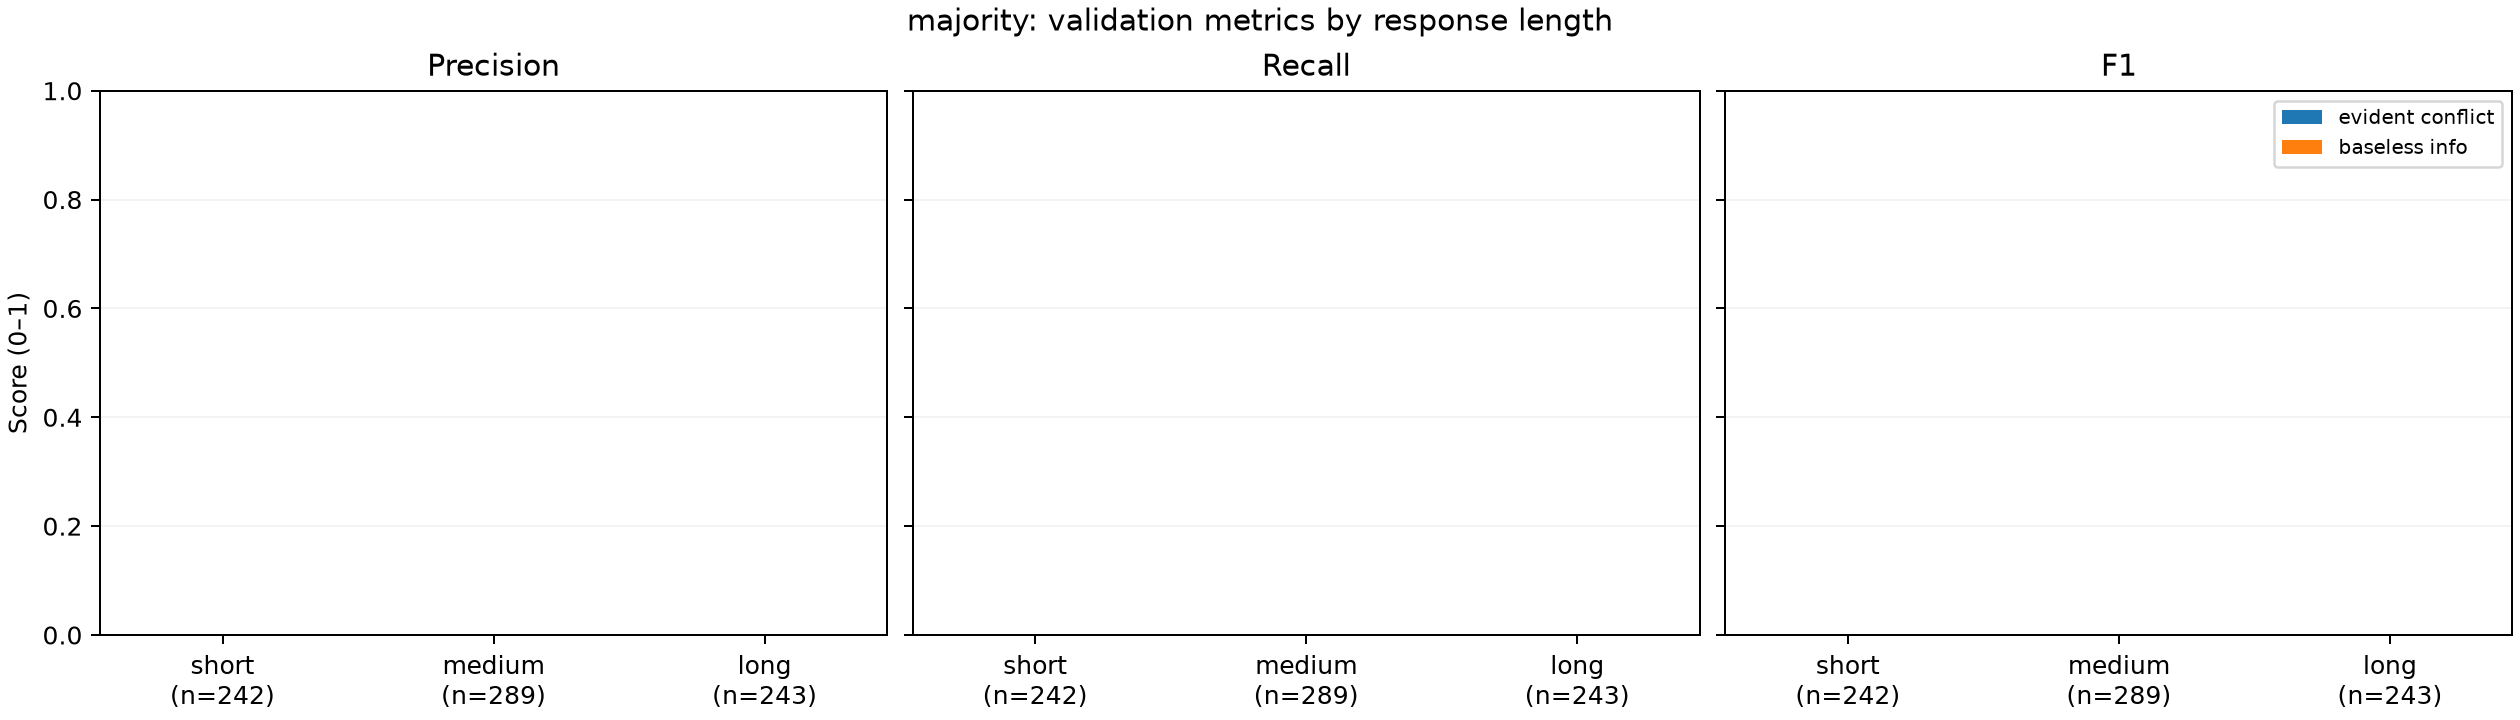 majority: validation metrics by response length
Precision
Recall
F1
1.0
0.8
0.6
0.4
0.2
0.0
Score (0–1)
evident conflict
baseless info
short
(n=242)
medium
(n=289)
long
(n=243)
short
(n=242)
medium
(n=289)
long
(n=243)
short
(n=242)
medium
(n=289)
long
(n=243)